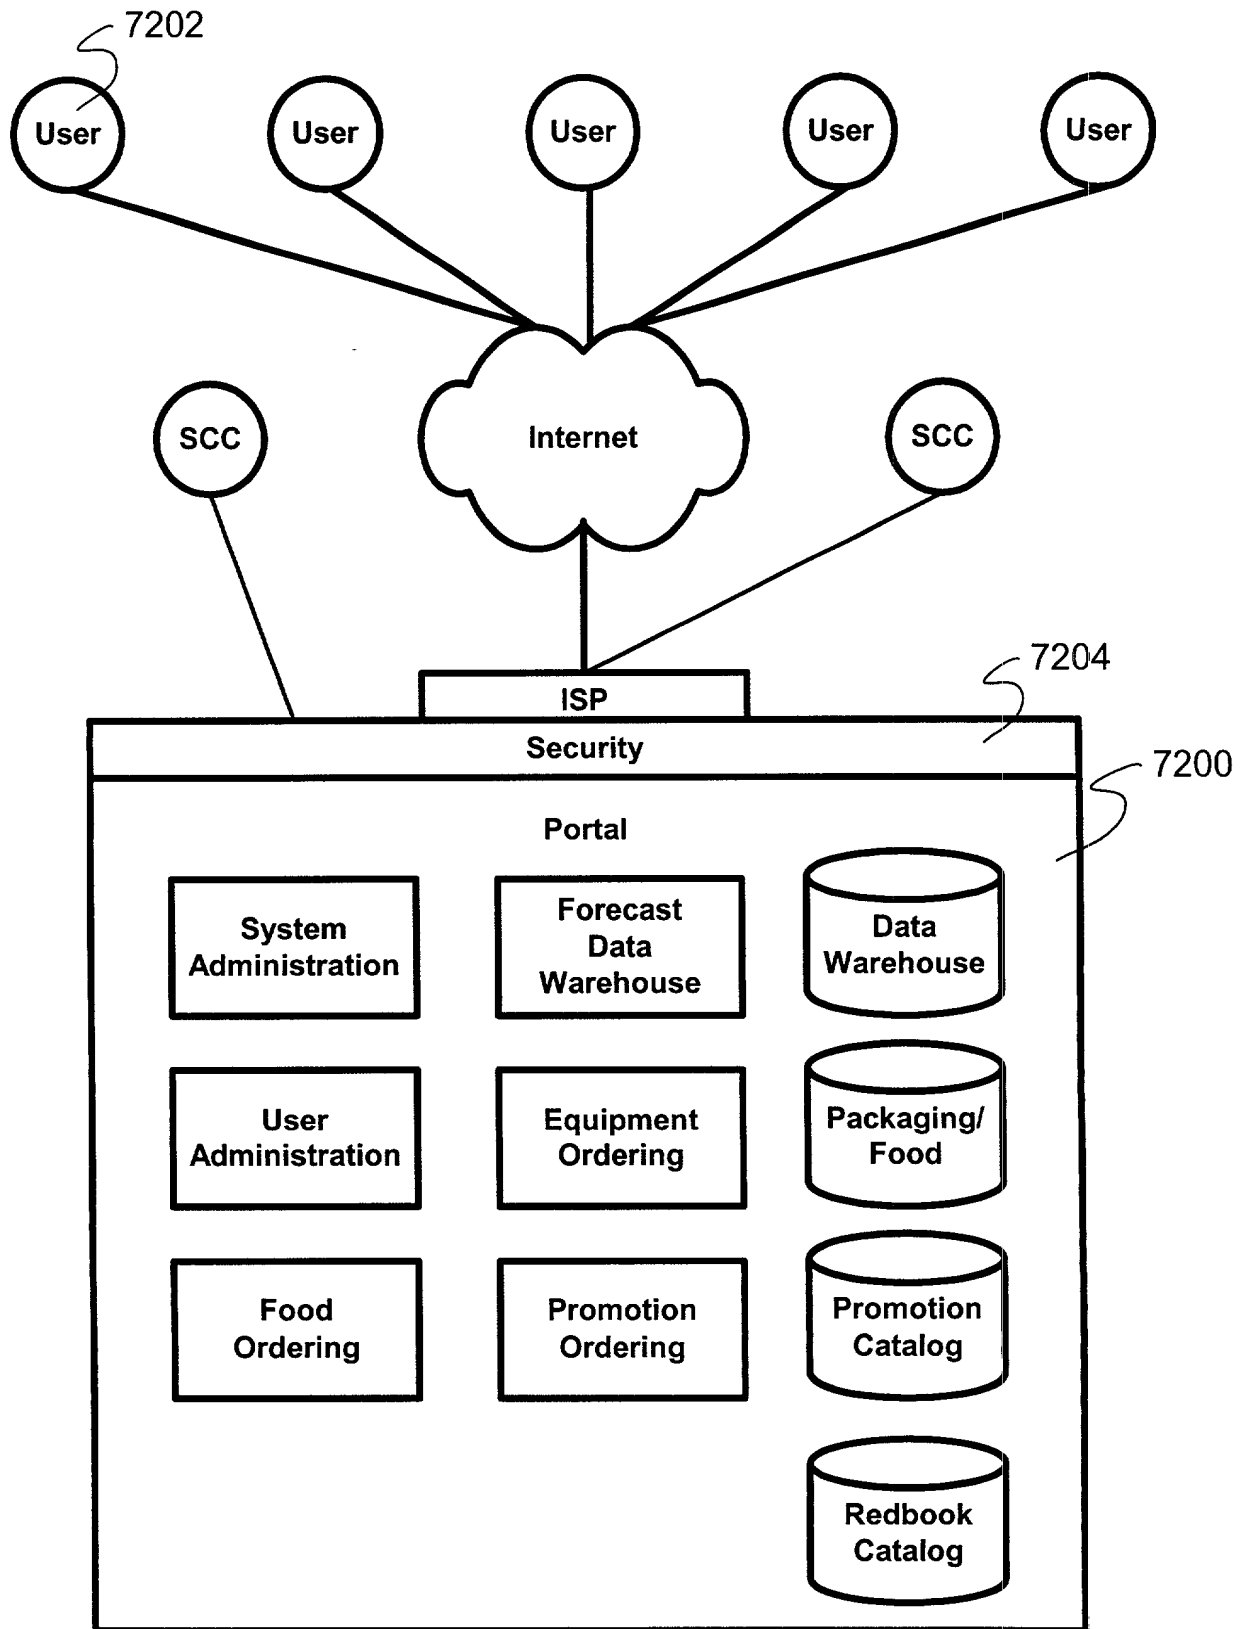 7202
User
User
User
User
User
SCC
Internet
SCC
7204
ISP
Security
7200
Portal
System
Administration
Forecast
Data
Warehouse
Data
Warehouse
User
Administration
Equipment
Ordering
Packaging/
Food
Food
Ordering
Promotion
Ordering
Promotion
Catalog
Redbook
Catalog